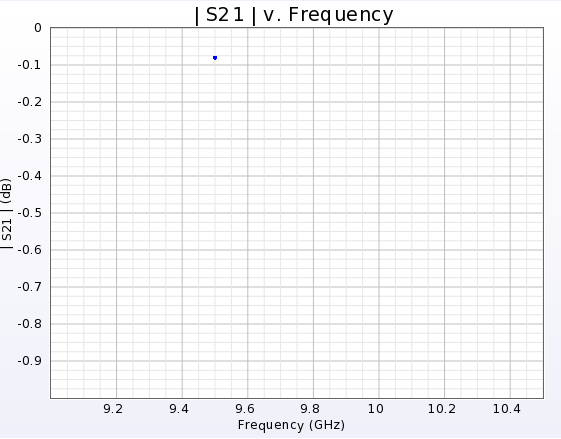 | S21 | v. Frequency
0
-0.1
-0.2
-0.3
-0.4
-0.5
-0.6
-0.7
-0.8
-0.9
| S21 | (dB)
9.2 9.4 9.6 9.8 10 10.2 10.4
Frequency (GHz)